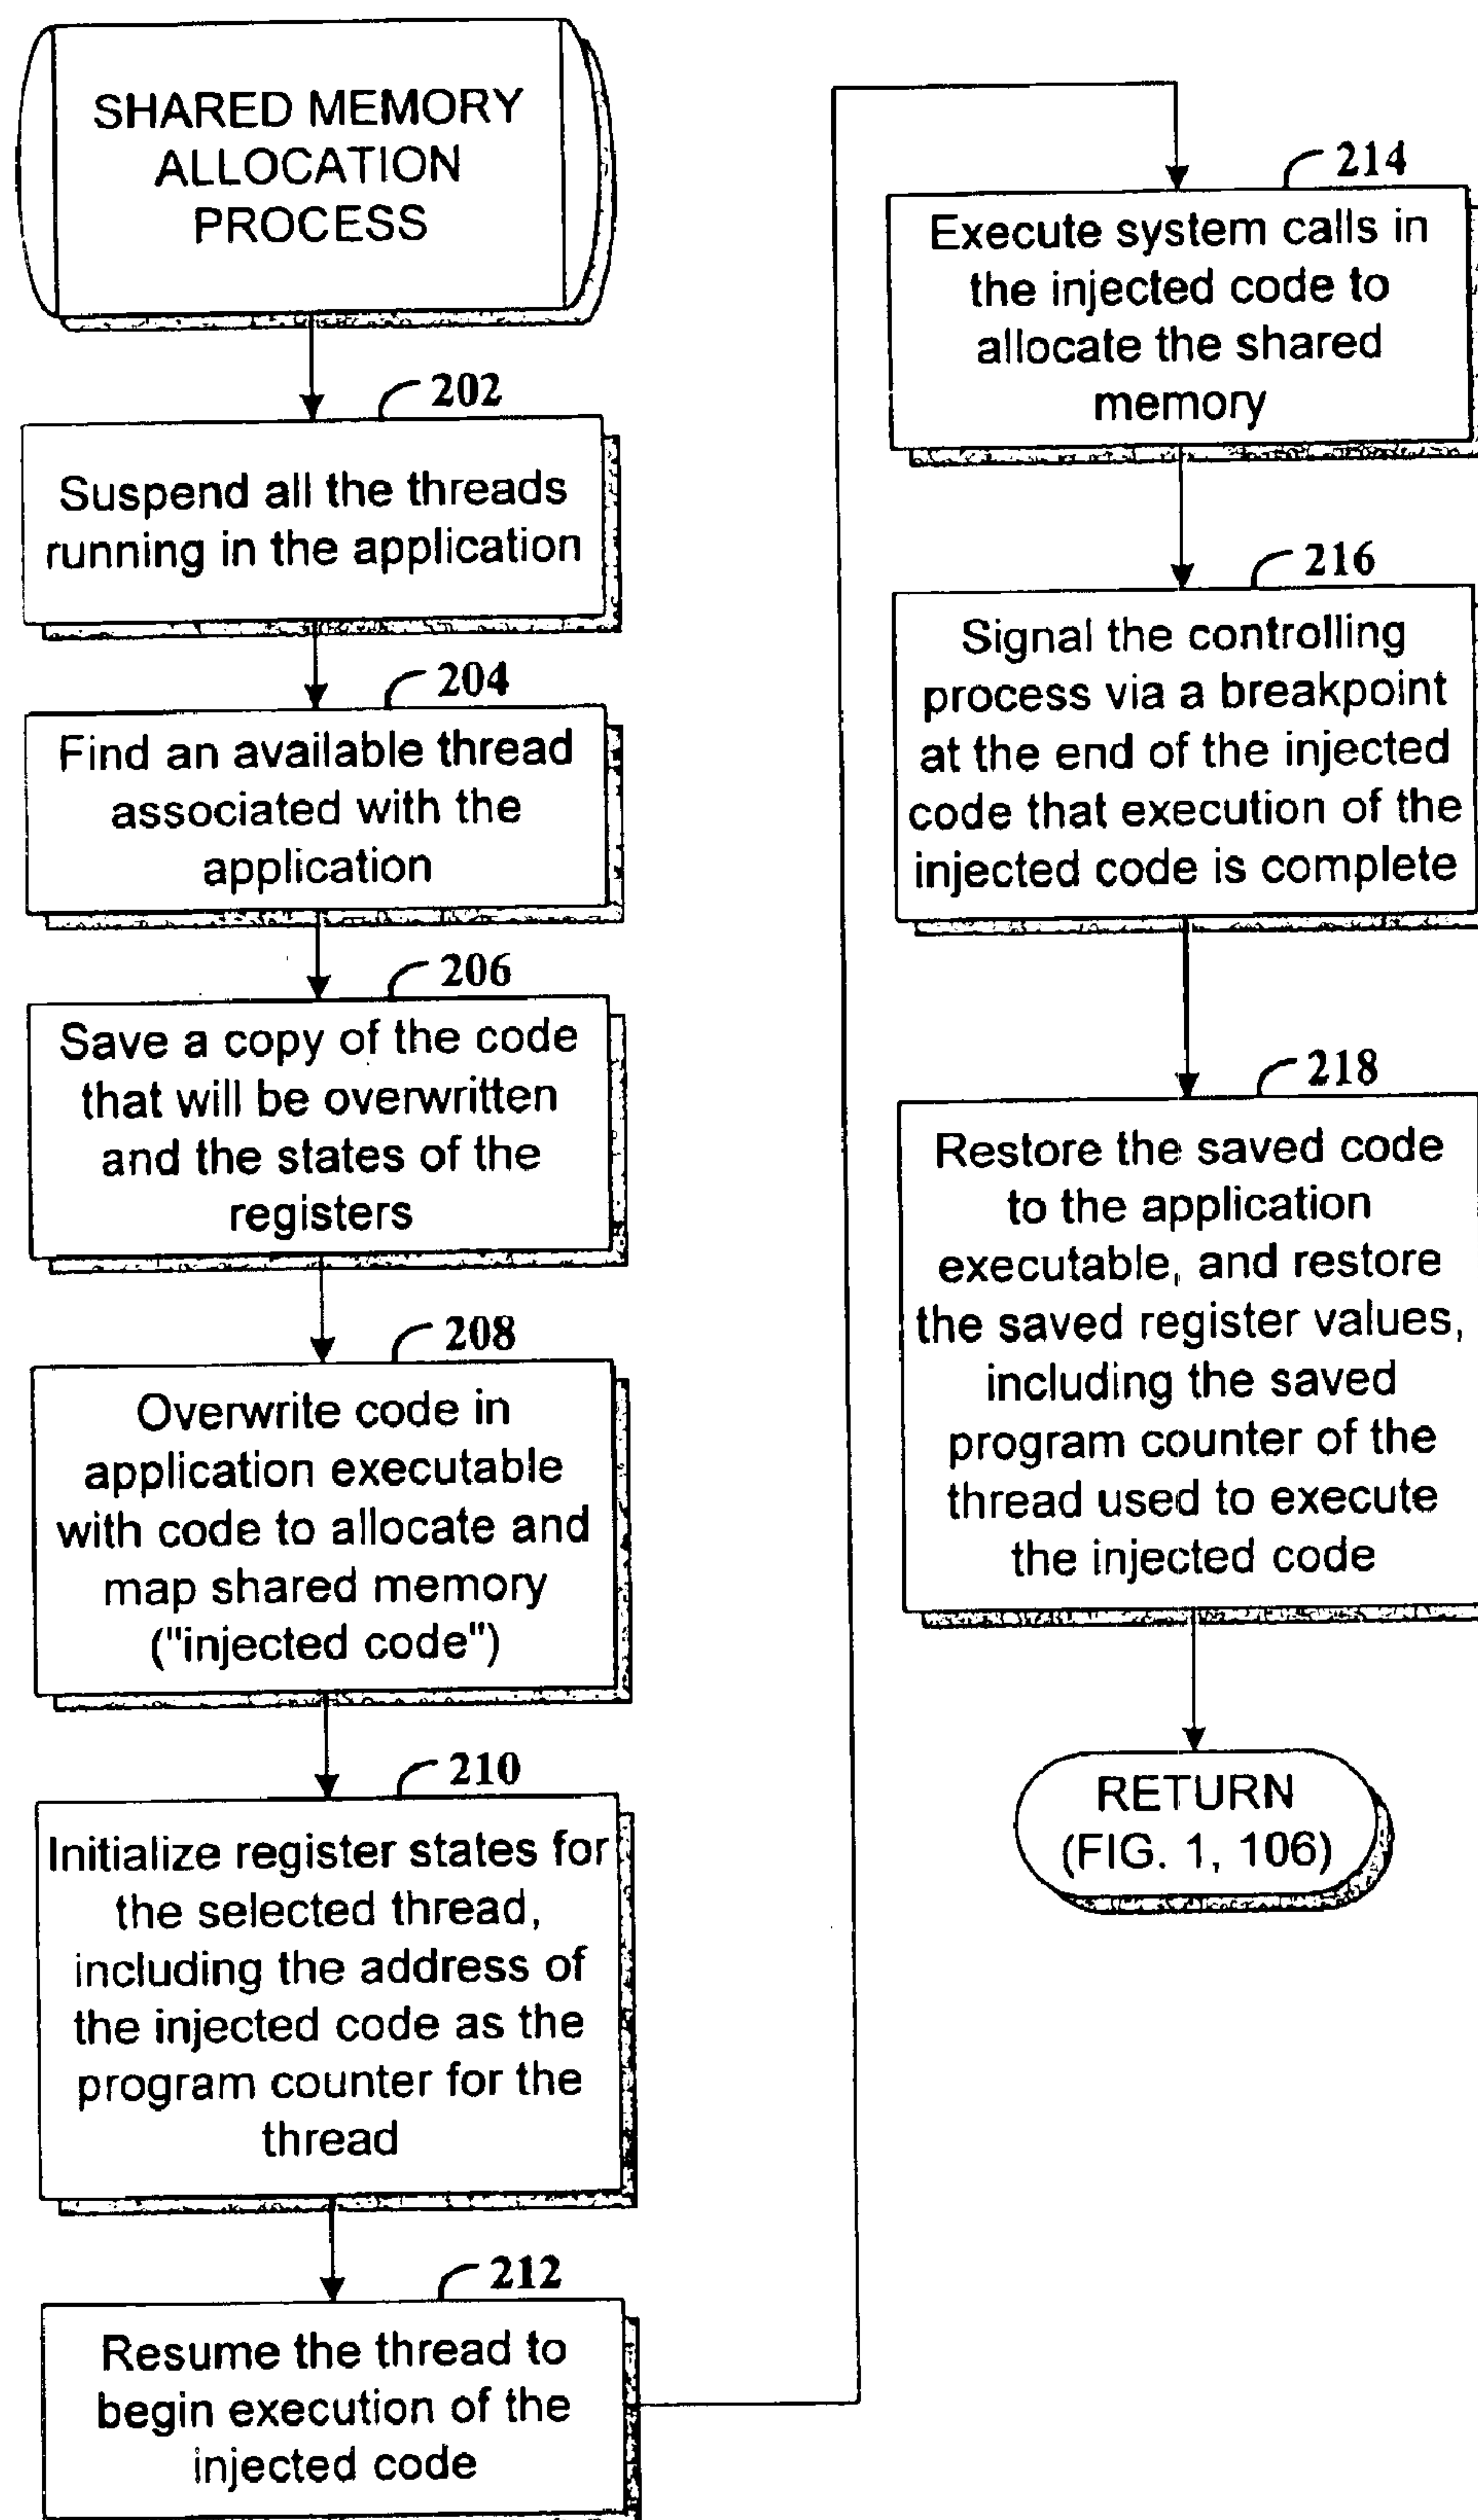 SHARED MEMORY
ALLOCATION
PROCESS
202
Suspend all the threads
running in the application
204
Find an available thread
associated with the
application
206
Save a copy of the code
that will be overwritten
and the states of the
registers
208
Overwrite code in
application executable
with code to allocate and
map shared memory
("injected code")
210
Initialize register states for
the selected thread,
including the address of
the injected code as the
program counter for the
thread
212
Resume the thread to
begin execution of the
injected code
214
Execute system calls in
the injected code to
allocate the shared
memory
216
Signal the controlling
process via a breakpoint
at the end of the injected
code that execution of the
injected code is complete
218
Restore the saved code
to the application
executable, and restore
the saved register values,
including the saved
program counter of the
thread used to execute
the injected code
RETURN
(FIG. 1, 106)